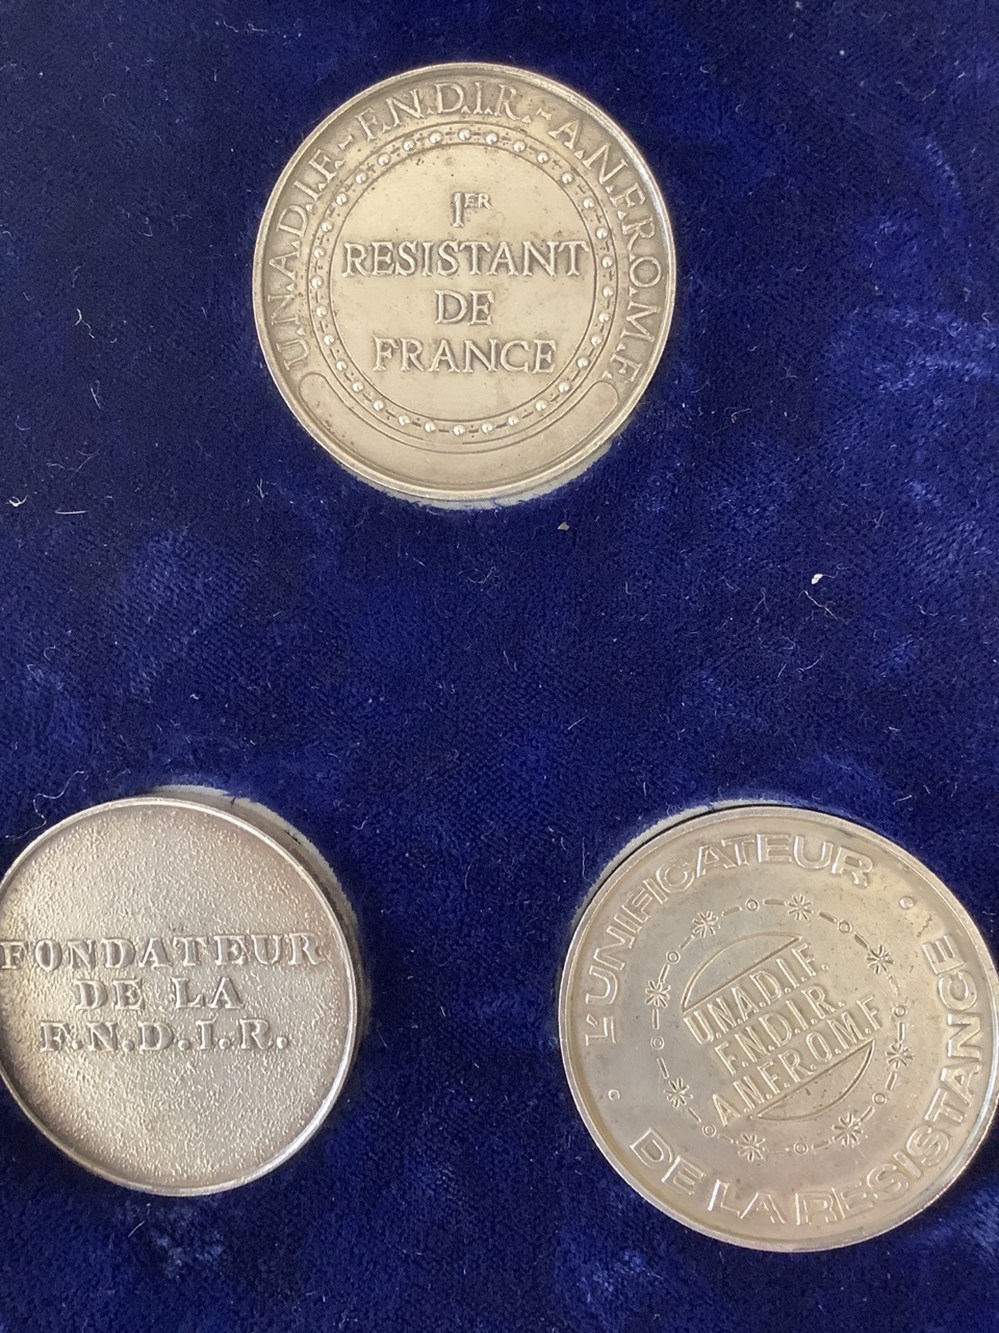 U.N.A.D.I.F. - F.N.D.I.R. - A.N.F.R.O.M.F.
1ER
RESISTANT
DE
FRANCE
FONDATEUR
DE LA
F.N.D.I.R.
L'UNIFICATEUR
DE LA RESISTANCE
U.N.A.D.I.F.
F.N.D.I.R.
A.N.F.R.O.M.F